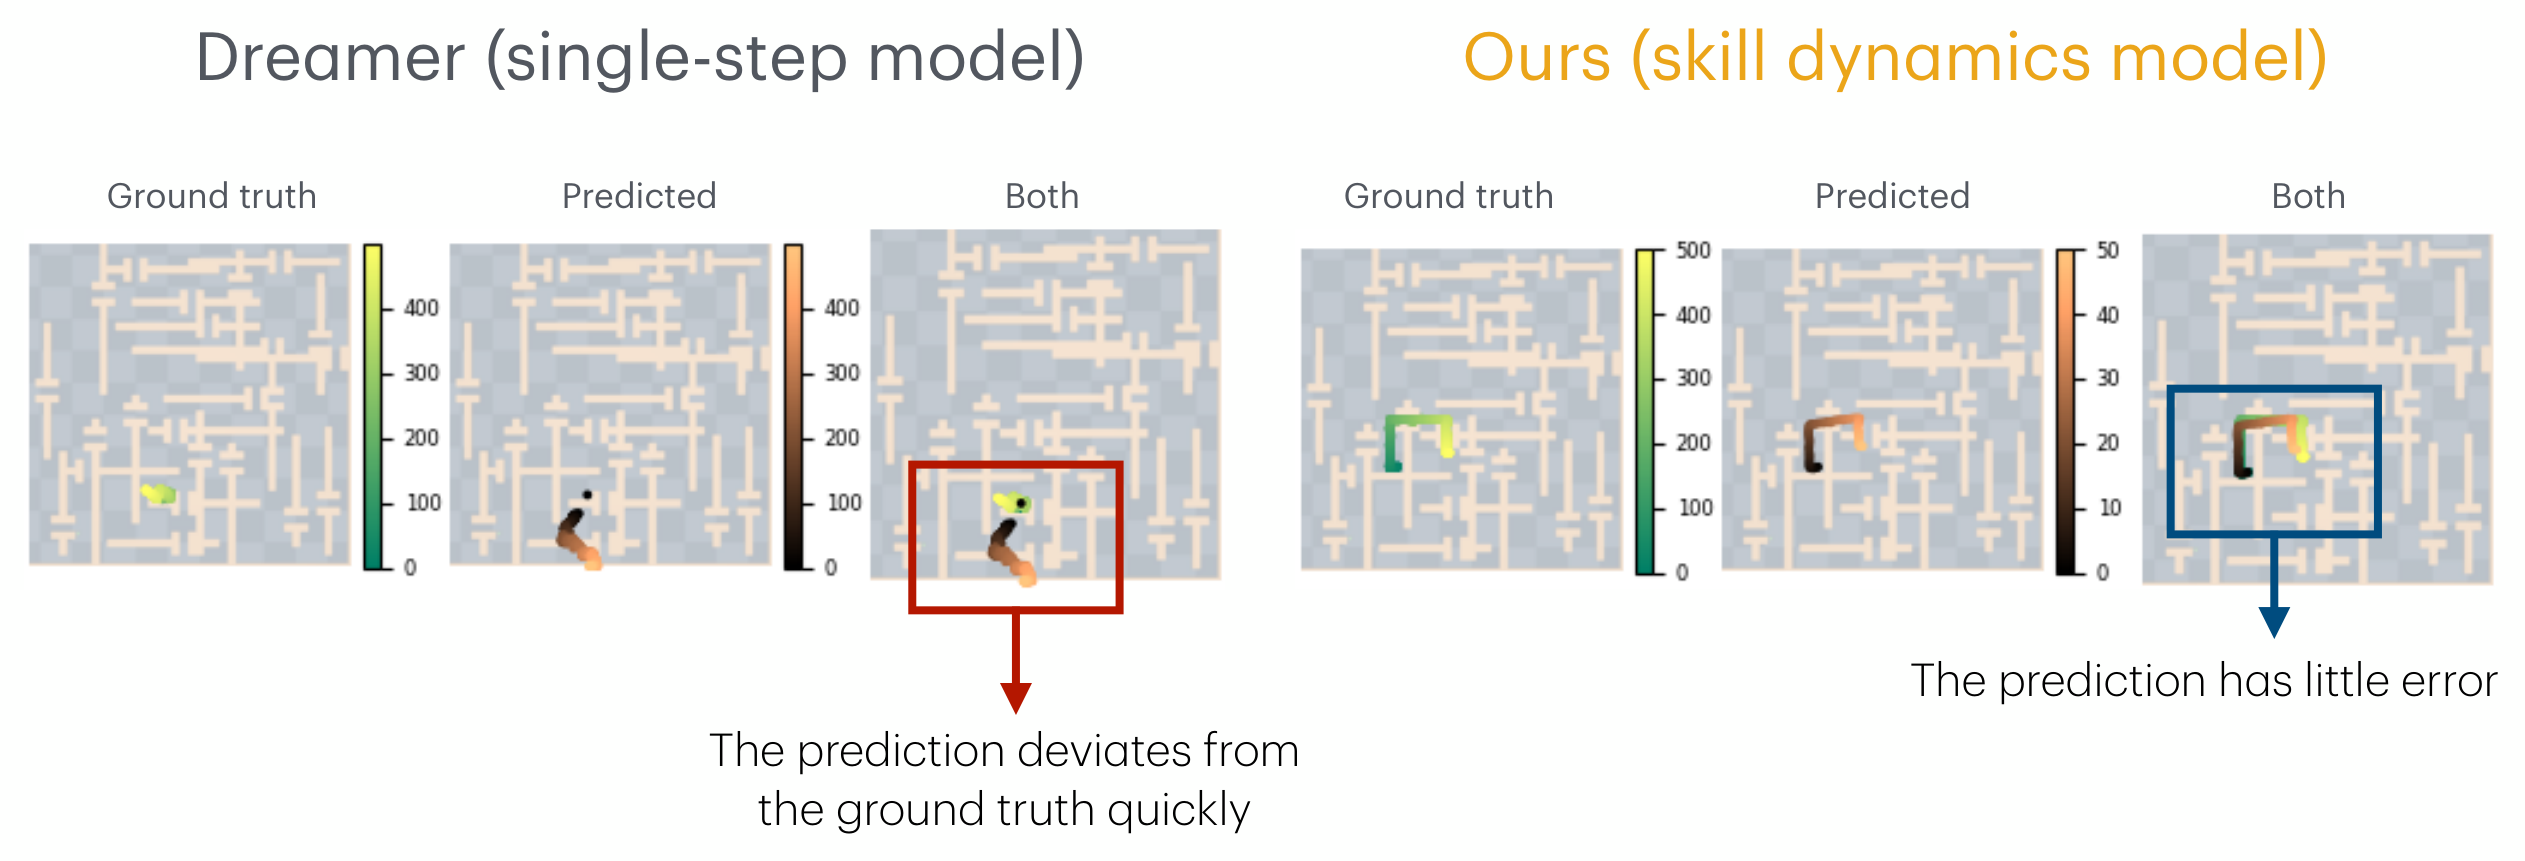 Dreamer (single-step model)
Ours (skill dynamics model)
Ground truth
Predicted
Both
Ground truth
Predicted
Both
400
300
200
100
0
400
300
200
100
0
500
400
300
200
100
0
50
40
30
20
10
0
The prediction deviates from
the ground truth quickly
The prediction has little error